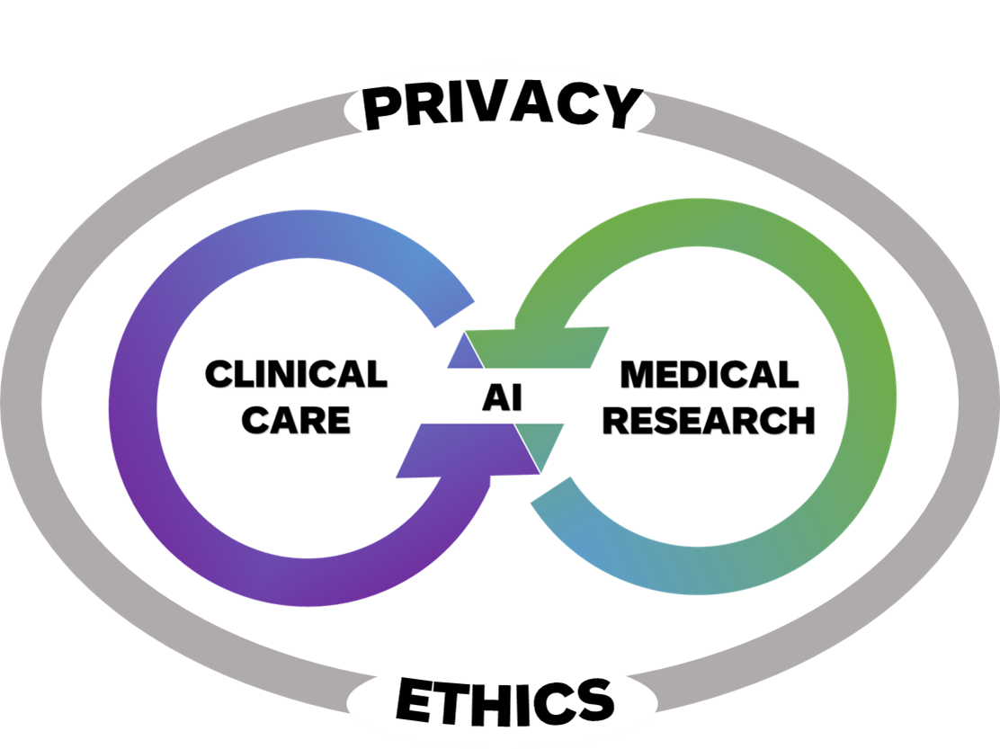 PRIVACY
CLINICAL
CARE
AI
MEDICAL
RESEARCH
ETHICS